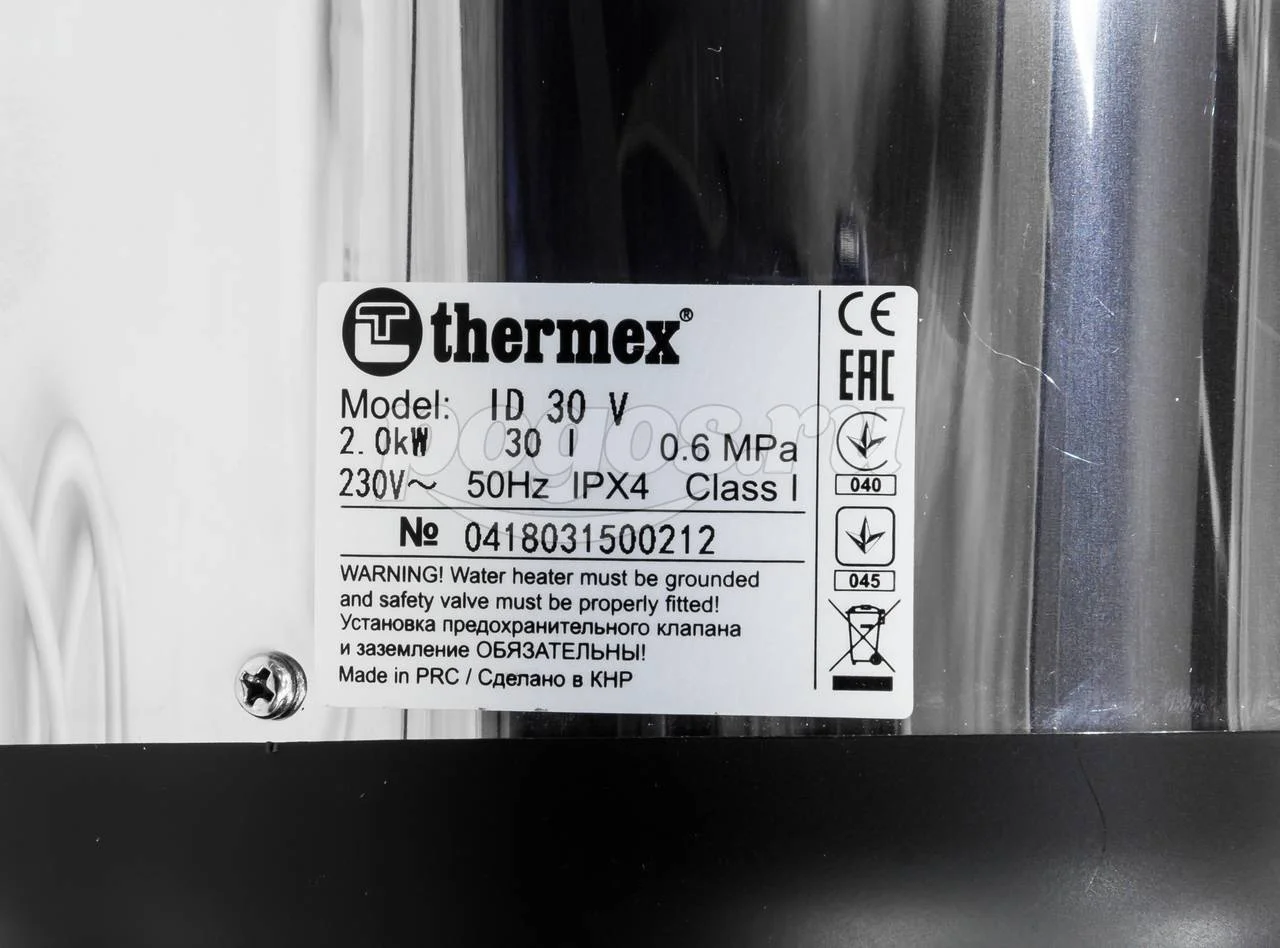 thermex®
Model: ID 30 V
2.0kW 30 l 0.6 MPa
230V~ 50Hz IPX4 Class I
№ 0418031500212
WARNING! Water heater must be grounded
and safety valve must be properly fitted!
Установка предохранительного клапана
и заземление ОБЯЗАТЕЛЬНЫ!
Made in PRC / Сделано в КНР
CE
EAC
040
045
pogos.ru